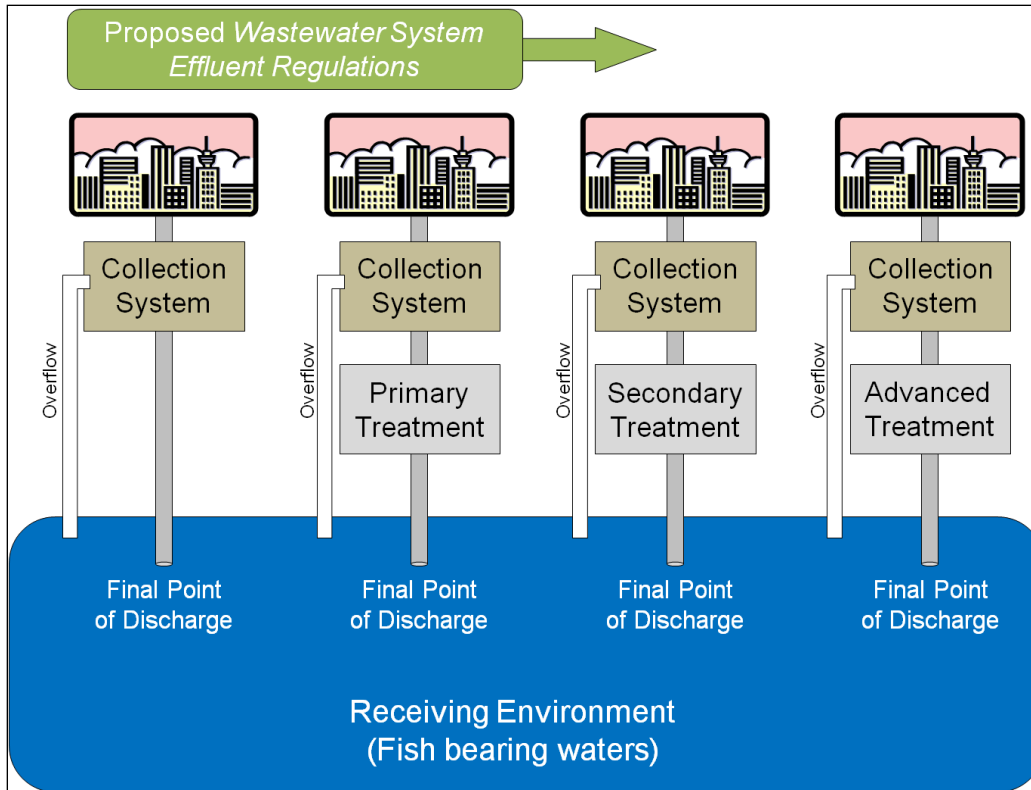 Proposed Wastewater System
Effluent Regulations
Collection
System
Overflow
Final Point
of Discharge
Collection
System
Overflow
Primary
Treatment
Final Point
of Discharge
Collection
System
Overflow
Secondary
Treatment
Final Point
of Discharge
Collection
System
Overflow
Advanced
Treatment
Final Point
of Discharge
Receiving Environment
(Fish bearing waters)